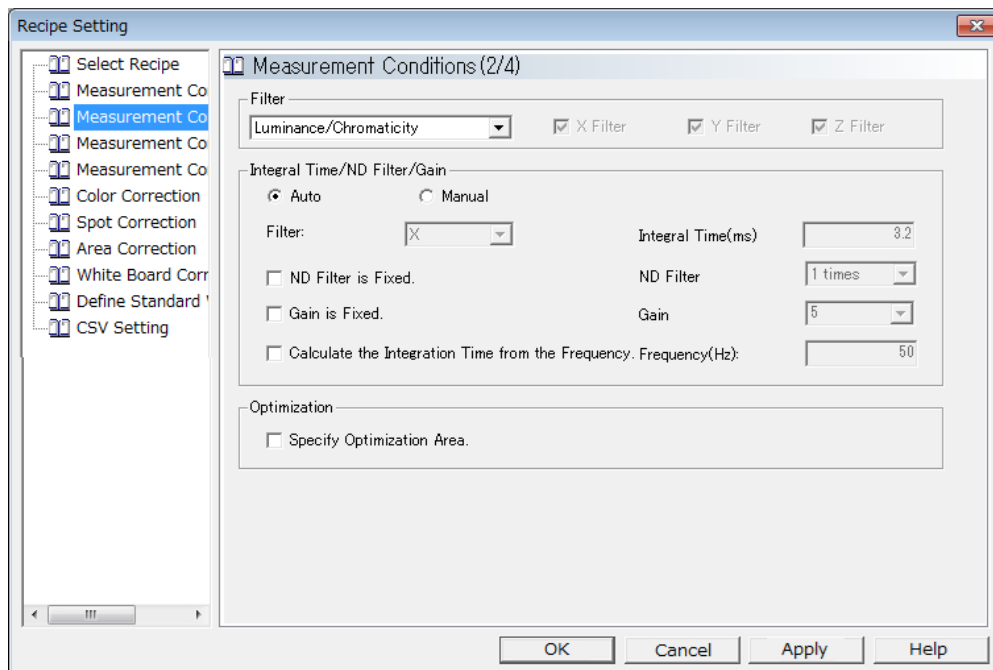 Recipe Setting
Select Recipe
Measurement Co
Measurement Co
Measurement Co
Measurement Co
Color Correction
Spot Correction
Area Correction
White Board Corr
Define Standard
CSV Setting
Measurement Conditions(2/4)
Filter
Luminance/Chromaticity
X Filter
Y Filter
Z Filter
Integral Time/ND Filter/Gain
Auto
Manual
Filter:
X
Integral Time(ms)
3.2
ND Filter is Fixed.
ND Filter
1 times
Gain is Fixed.
Gain
5
Calculate the Integration Time from the Frequency.
Frequency(Hz):
50
Optimization
Specify Optimization Area.
OK
Cancel
Apply
Help